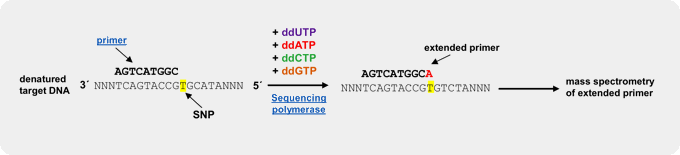 primer
AGTCATGGC
denatured
target DNA
3´ NNNTCAGTACCGTGCATANNN 5´
SNP
+ ddUTP
+ ddATP
+ ddCTP
+ ddGTP
Sequencing
polymerase
extended primer
AGTCATGGCA
NNNTCAGTACCGTGTCTANNN
mass spectrometry
of extended primer